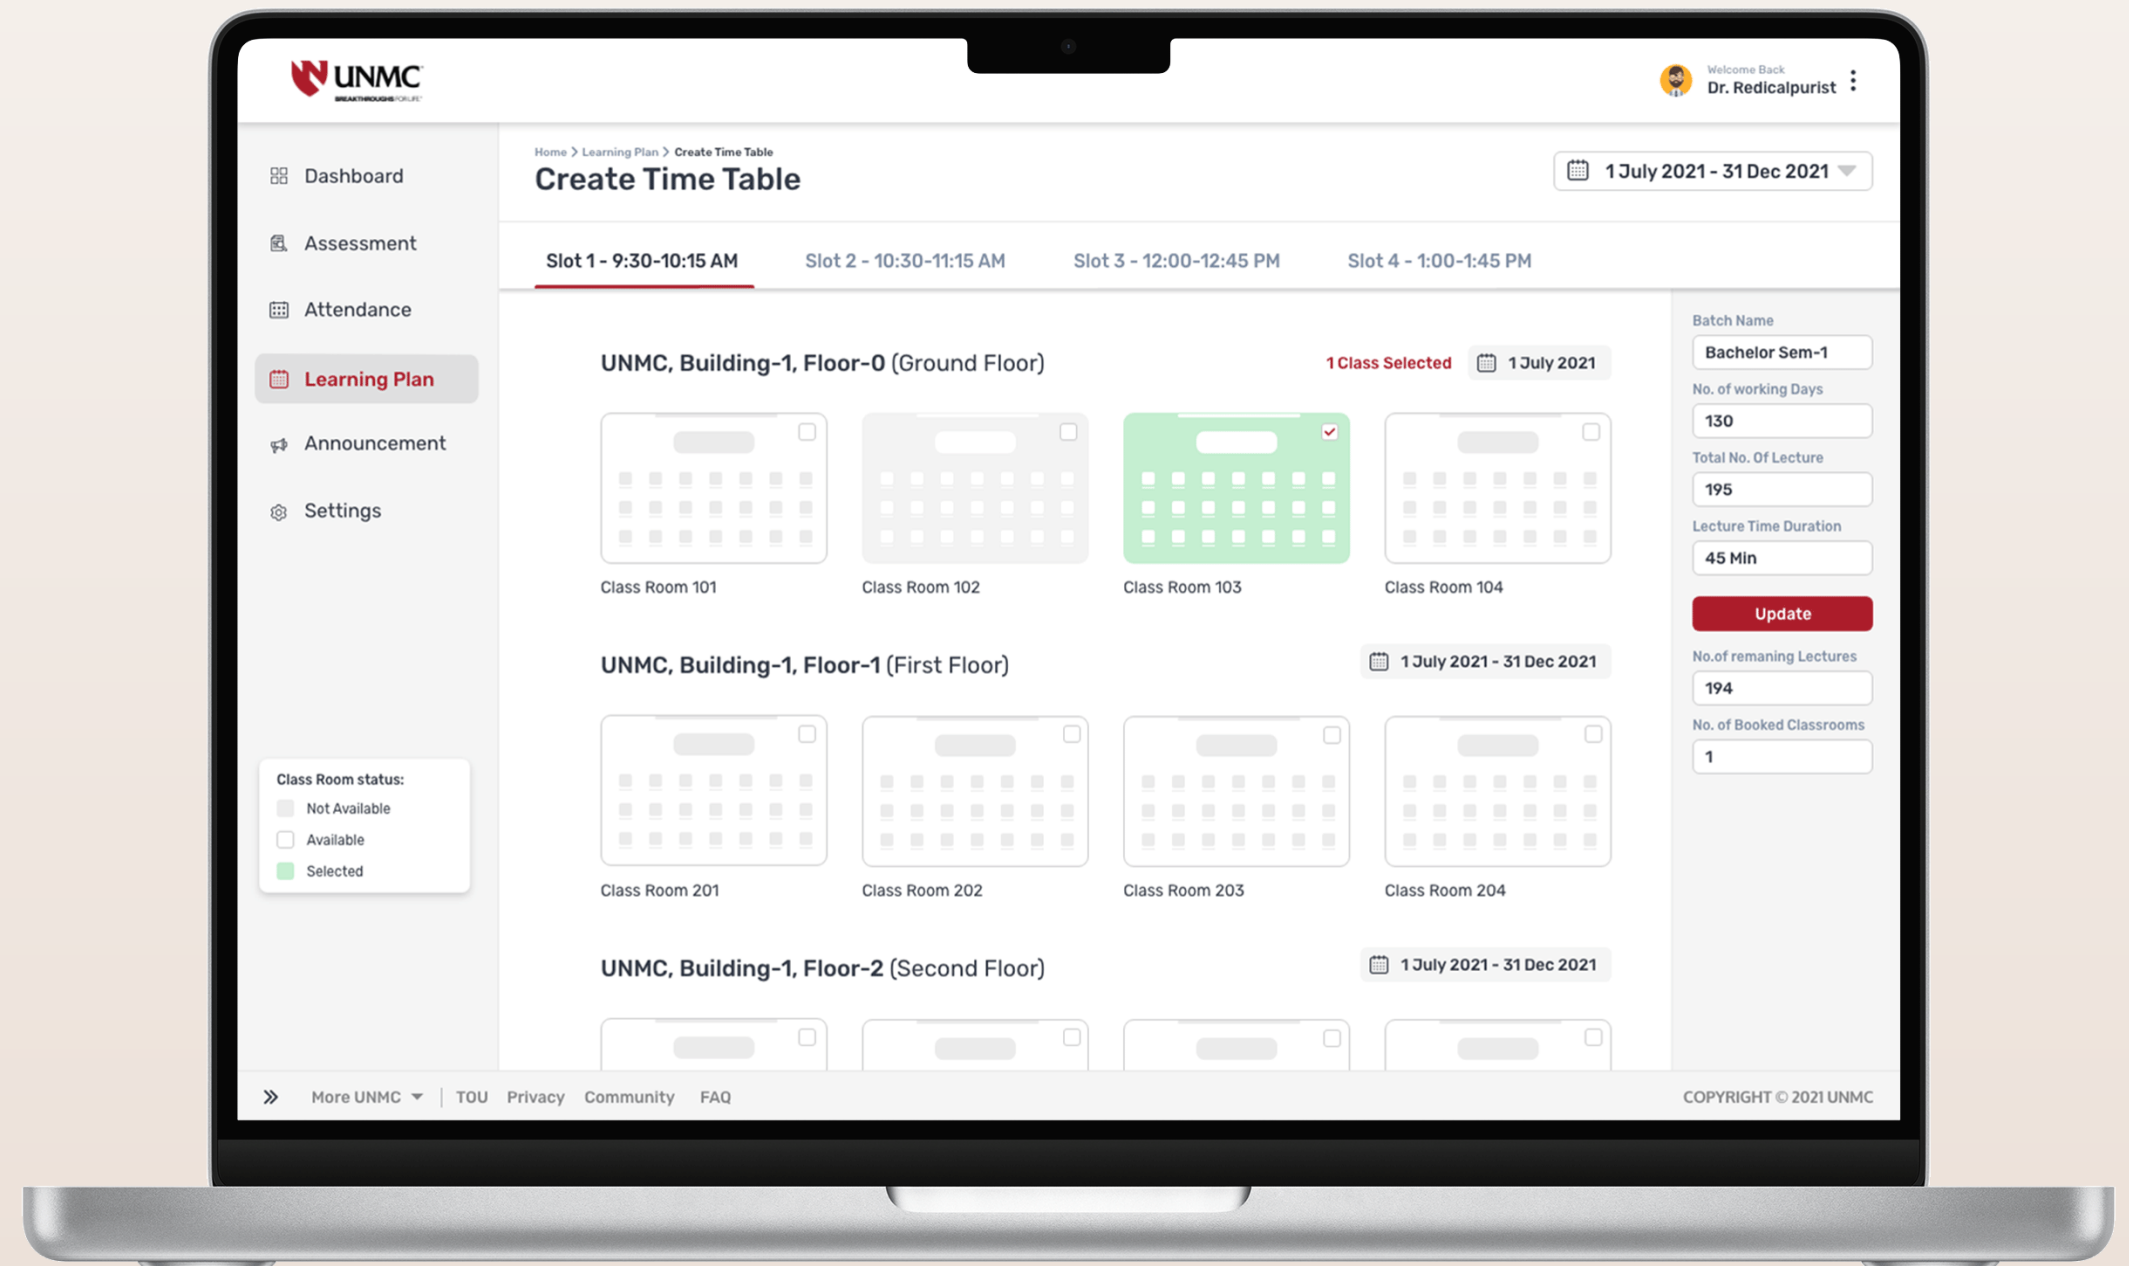 UNMC
BREAKTHROUGHS FOR LIFE
Welcome Back
Dr. Redicalpurist
Dashboard
Assessment
Attendance
Learning Plan
Announcement
Settings
Class Room status:
Not Available
Available
Selected
Home > Learning Plan > Create Time Table
Create Time Table
1 July 2021 - 31 Dec 2021
Slot 1 - 9:30-10:15 AM
Slot 2 - 10:30-11:15 AM
Slot 3 - 12:00-12:45 PM
Slot 4 - 1:00-1:45 PM
UNMC, Building-1, Floor-0 (Ground Floor)
1 Class Selected
1 July 2021
Class Room 101
Class Room 102
Class Room 103
Class Room 104
UNMC, Building-1, Floor-1 (First Floor)
1 July 2021 - 31 Dec 2021
Class Room 201
Class Room 202
Class Room 203
Class Room 204
UNMC, Building-1, Floor-2 (Second Floor)
1 July 2021 - 31 Dec 2021
Batch Name
Bachelor Sem-1
No. of working Days
130
Total No. Of Lecture
195
Lecture Time Duration
45 Min
Update
No.of remaning Lectures
194
No. of Booked Classrooms
1
More UNMC | TOU Privacy Community FAQ
COPYRIGHT © 2021 UNMC